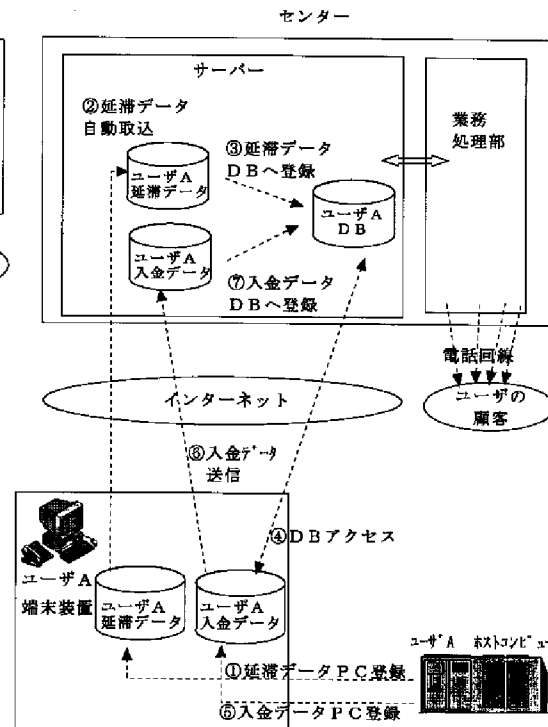 センター
サーバー
②延滞データ
自動取込
③延滞データ
DBへ登録
業務
処理部
ユーザA
延滞データ
ユーザA
DB
ユーザA
入金データ
⑦入金データ
DBへ登録
電話回線
インターネット
ユーザの
顧客
⑥入金データ
送信
④DBアクセス
ユーザA
端末装置
ユーザA
延滞データ
ユーザA
入金データ
ユーザA ホストコンピュー
①延滞データPC登録
⑤入金データPC登録